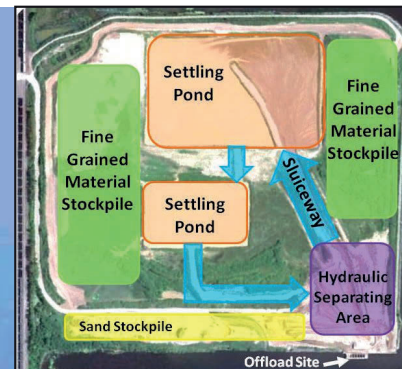 Settling
Pond
Fine
Grained
Material
Stockpile
Fine
Grained
Material
Stockpile
Sluiceway
Settling
Pond
Hydraulic
Separating
Area
Sand Stockpile
Offload Site